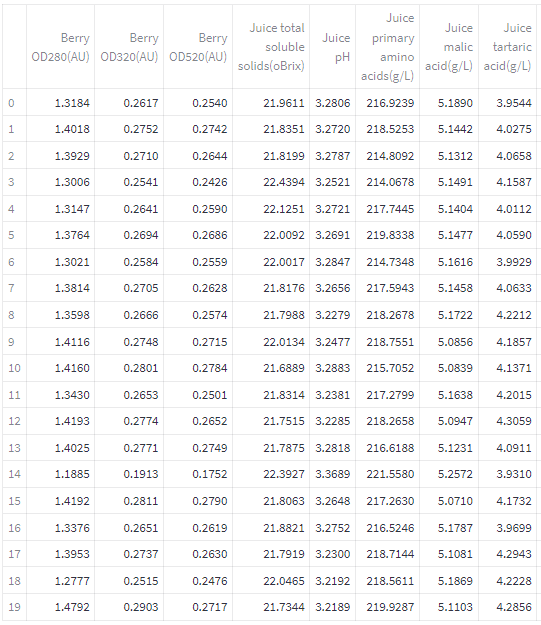 Berry OD280(AU) Berry OD320(AU) Berry OD520(AU) Juice total soluble solids(oBrix) Juice pH Juice primary amino acids(g/L) Juice malic acid(g/L) Juice tartaric acid(g/L)
0 1.3184 0.2617 0.2540 21.9611 3.2806 216.9239 5.1890 3.9544
1 1.4018 0.2752 0.2742 21.8351 3.2720 218.5253 5.1442 4.0275
2 1.3929 0.2710 0.2644 21.8199 3.2787 214.8092 5.1312 4.0658
3 1.3006 0.2541 0.2426 22.4394 3.2521 214.0678 5.1491 4.1587
4 1.3147 0.2641 0.2590 22.1251 3.2721 217.7445 5.1404 4.0112
5 1.3764 0.2694 0.2686 22.0092 3.2691 219.8338 5.1477 4.0590
6 1.3021 0.2584 0.2559 22.0017 3.2847 214.7348 5.1616 3.9929
7 1.3814 0.2705 0.2628 21.8176 3.2656 217.5943 5.1458 4.0633
8 1.3598 0.2666 0.2574 21.7988 3.2279 218.2678 5.1722 4.2212
9 1.4116 0.2748 0.2715 22.0134 3.2477 218.7551 5.0856 4.1857
10 1.4160 0.2801 0.2784 21.6889 3.2883 215.7052 5.0839 4.1371
11 1.3430 0.2653 0.2501 21.8314 3.2381 217.2799 5.1638 4.2015
12 1.4193 0.2774 0.2652 21.7515 3.2285 218.2658 5.0947 4.3059
13 1.4025 0.2771 0.2749 21.7875 3.2818 216.6188 5.1231 4.0911
14 1.1885 0.1913 0.1752 22.3927 3.3689 221.5580 5.2572 3.9310
15 1.4192 0.2811 0.2790 21.8063 3.2648 217.2630 5.0710 4.1732
16 1.3376 0.2651 0.2619 21.8821 3.2752 216.5246 5.1787 3.9699
17 1.3953 0.2737 0.2630 21.7919 3.2300 218.7144 5.1081 4.2943
18 1.2777 0.2515 0.2476 22.0465 3.2192 218.5611 5.1869 4.2228
19 1.4792 0.2903 0.2717 21.7344 3.2189 219.9287 5.1103 4.2856